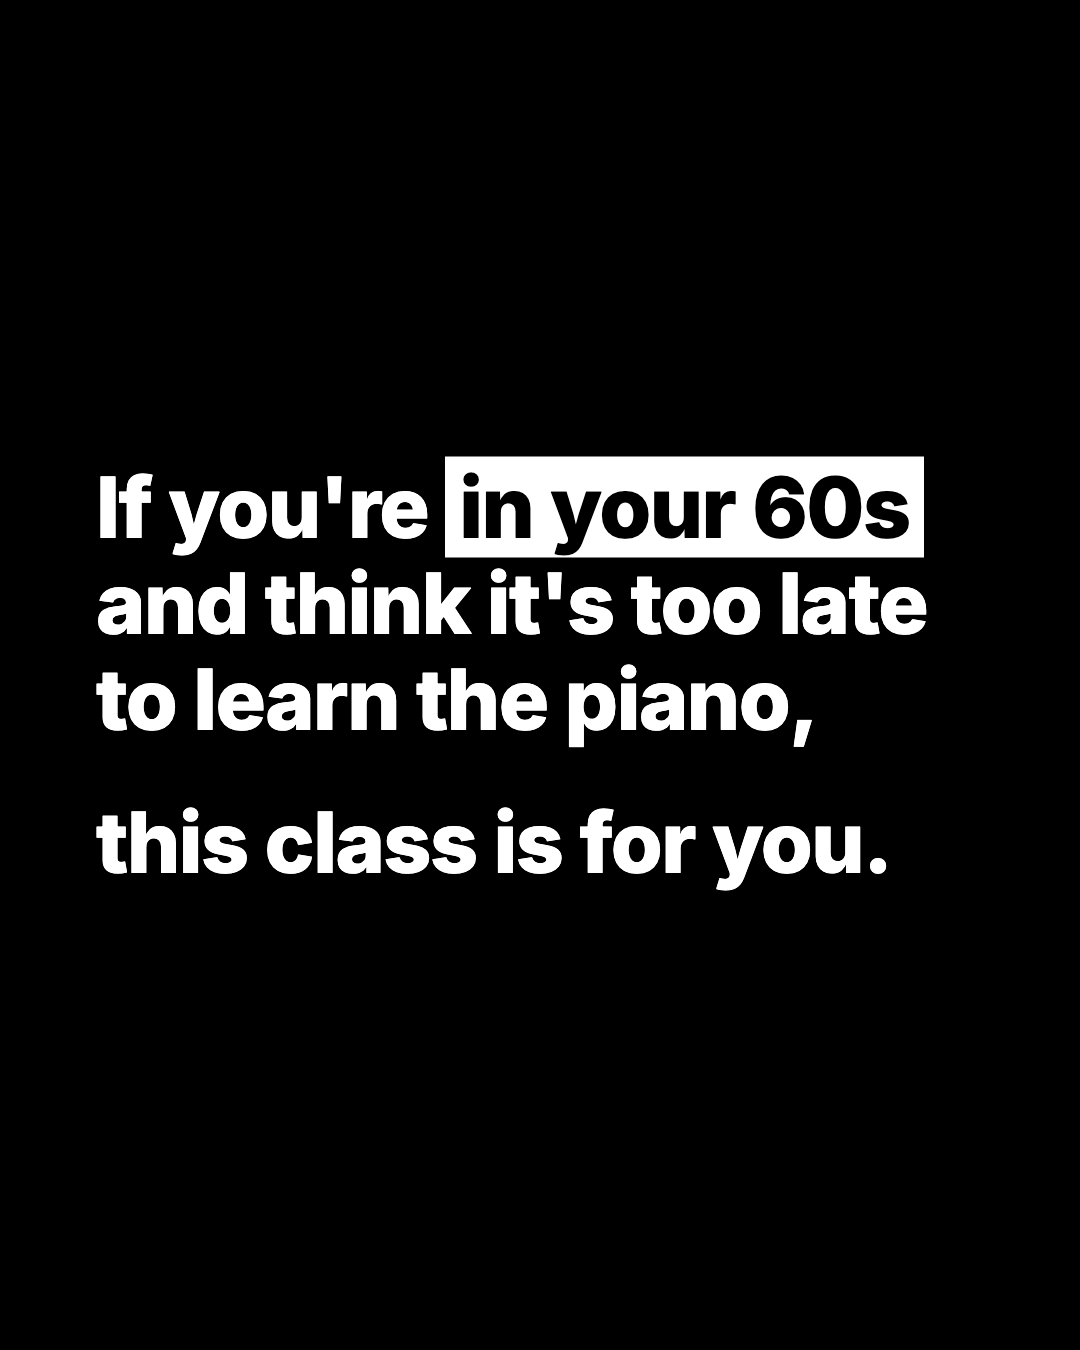 If you're in your 60s
and think it's too late
to learn the piano,
this class is for you.